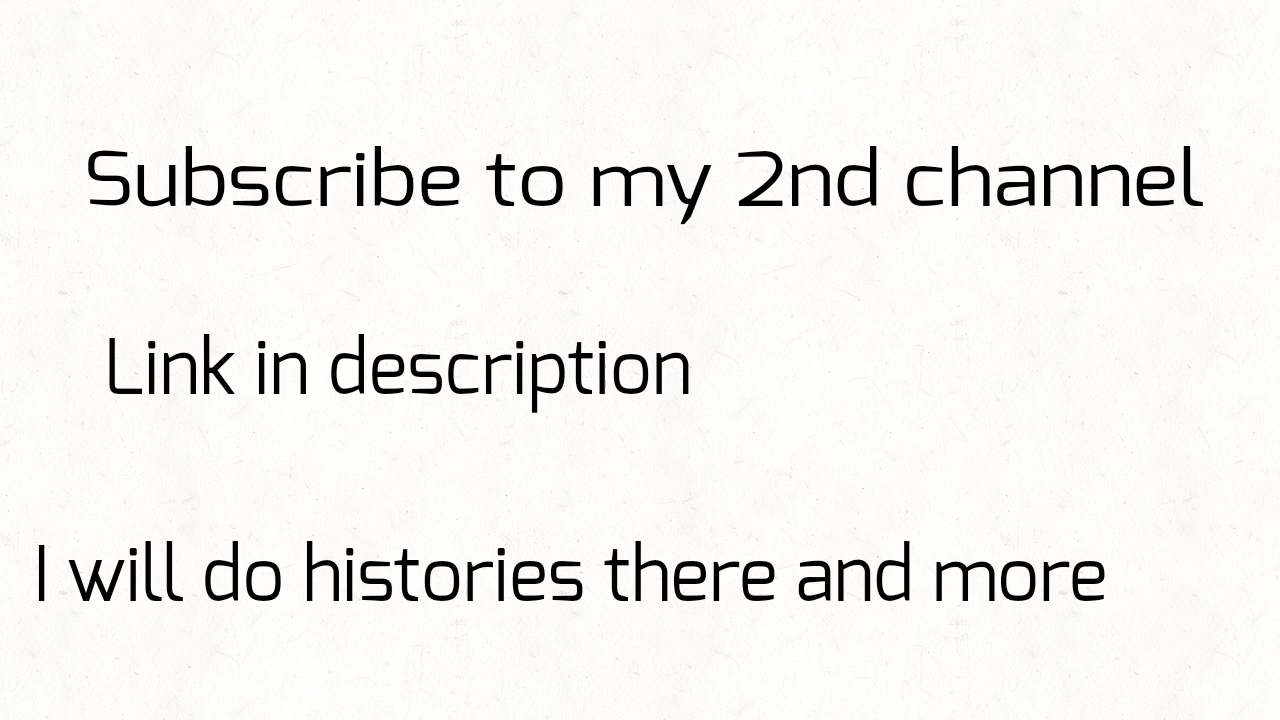 Subscribe to my 2nd channel
Link in description
I will do histories there and more